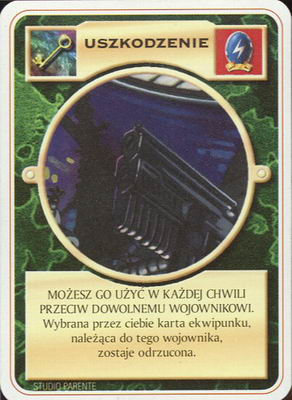 USZKODZENIE
MOŻESZ GO UŻYĆ W KAŻDEJ CHWILI
PRZECIW DOWOLNEMU WOJOWNIKOWI.
Wybrana przez ciebie karta ekwipunku,
należąca do tego wojownika,
zostaje odrzucona.
STUDIO PARENTE